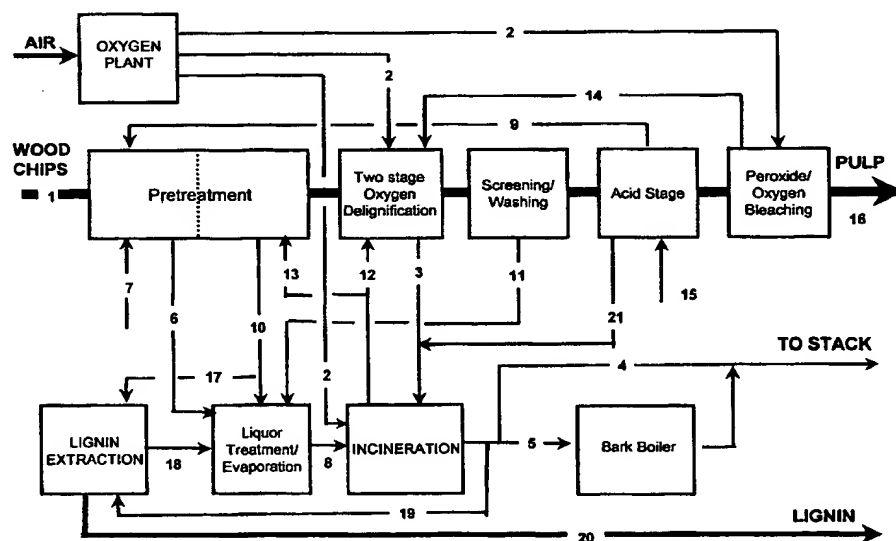 AIR
OXYGEN
PLANT
2
2
14
9
WOOD
CHIPS
1
Pretreatment
Two stage
Oxygen
Delignification
Screening/
Washing
Acid Stage
Peroxide/
Oxygen
Bleaching
PULP
16
7
6
10
13
12
3
11
21
15
17
2
4
TO STACK
LIGNIN
EXTRACTION
18
Liquor
Treatment/
Evaporation
8
INCINERATION
5
Bark Boiler
19
20
LIGNIN